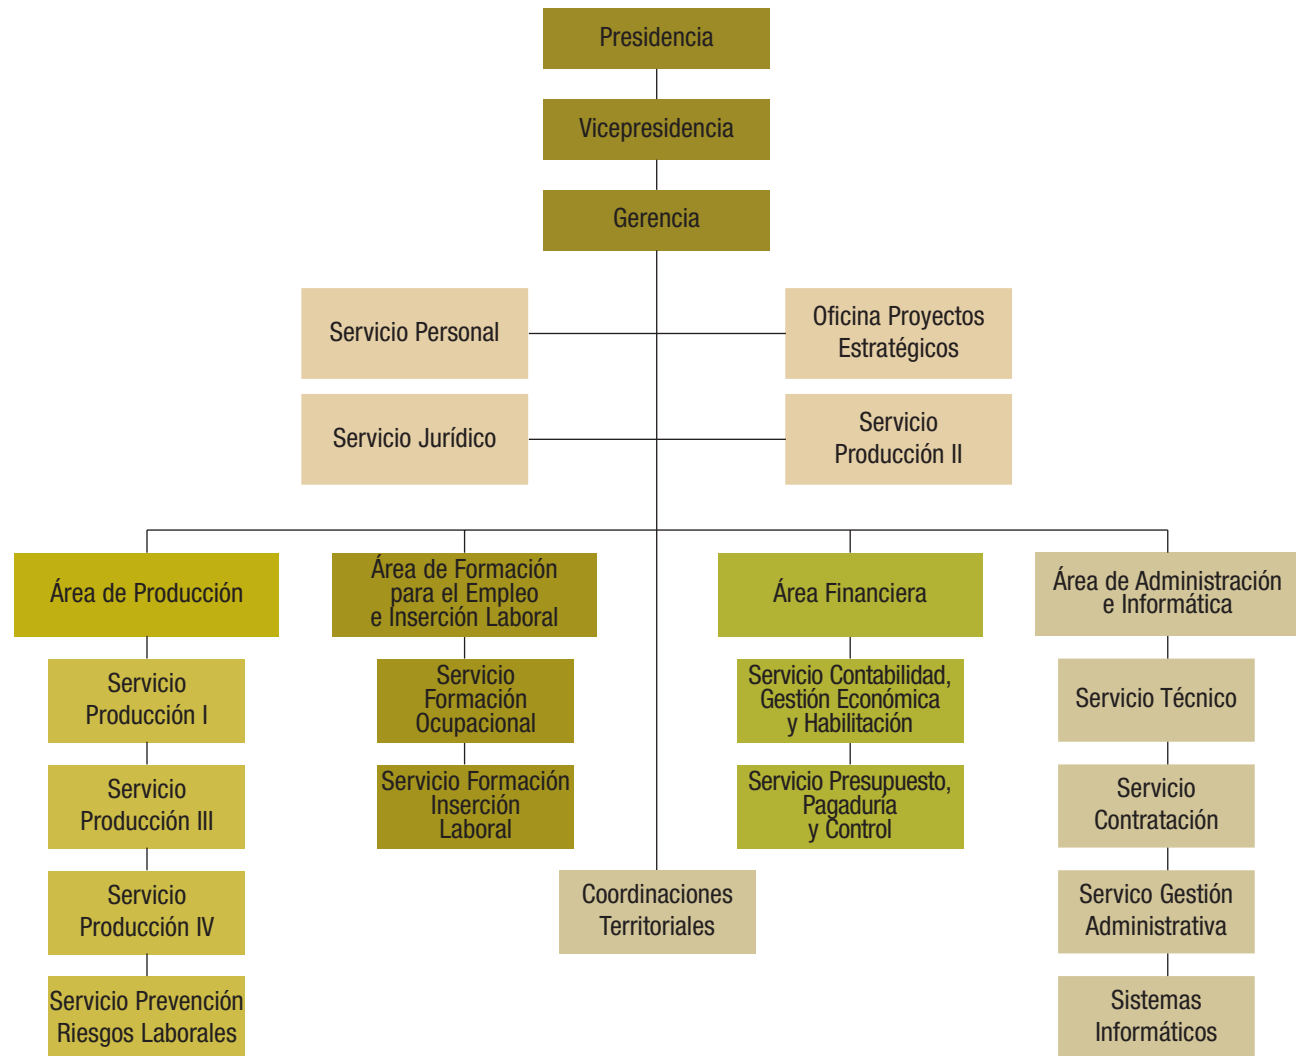 Presidencia
Vicepresidencia
Gerencia
Servicio Personal
Oficina Proyectos
Estratégicos
Servicio Jurídico
Servicio
Producción II
Área de Producción
Área de Formación
para el Empleo
e Inserción Laboral
Área Financiera
Área de Administración
e Informática
Servicio
Producción I
Servicio
Formación
Ocupacional
Servicio Contabilidad,
Gestión Económica
y Habilitación
Servicio Técnico
Servicio
Producción III
Servicio Formación
Inserción
Laboral
Servicio Presupuesto,
Pagaduría
y Control
Servicio
Contratación
Servicio
Producción IV
Coordinaciones
Territoriales
Servico Gestión
Administrativa
Servicio Prevención
Riesgos Laborales
Sistemas
Informáticos